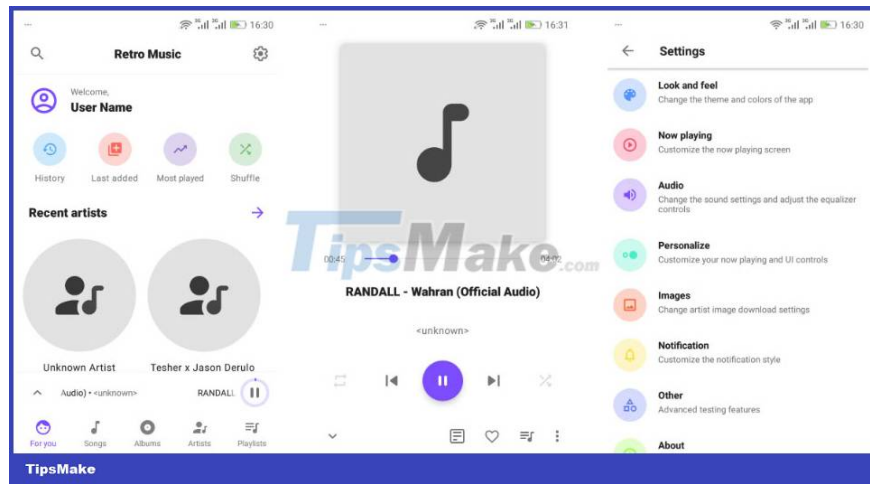 16:30
Retro Music
Welcome,
User Name
History
Last added
Most played
Shuffle
Recent artists
Unknown Artist
Tesher x Jason Derulo
Audio) • <unknown>
RANDALL
For you
Songs
Albums
Artists
Playlists
16:31
00:45
04:02
RANDALL - Wahran (Official Audio)
<unknown>
16:30
Settings
Look and feel
Change the theme and colors of the app
Now playing
Customize the now playing screen
Audio
Change the sound settings and adjust the equalizer
controls
Personalize
Customize your now playing and UI controls
Images
Change artist image download settings
Notification
Customize the notification style
Other
Advanced testing features
About
TipsMake.com
TipsMake